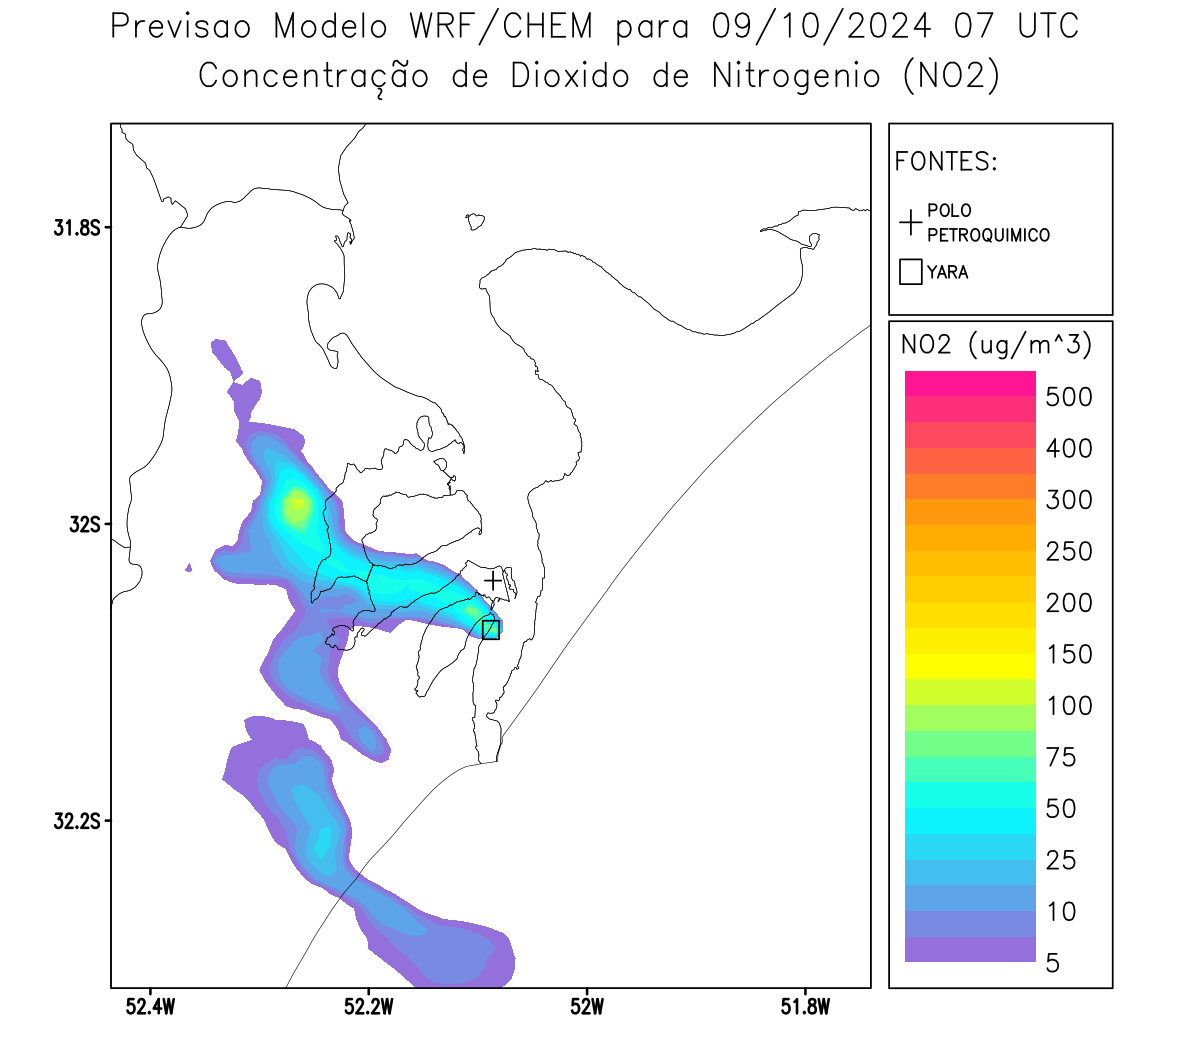 Previsao Modelo WRF/CHEM para 09/10/2024 07 UTC
Concentração de Dioxido de Nitrogenio (NO2)
FONTES:
POLO
PETROQUIMICO
YARA
NO2 (ug/m^3)
500
400
300
250
200
150
100
75
50
25
10
5
31.8S
32S
32.2S
52.4W
52.2W
52W
51.8W